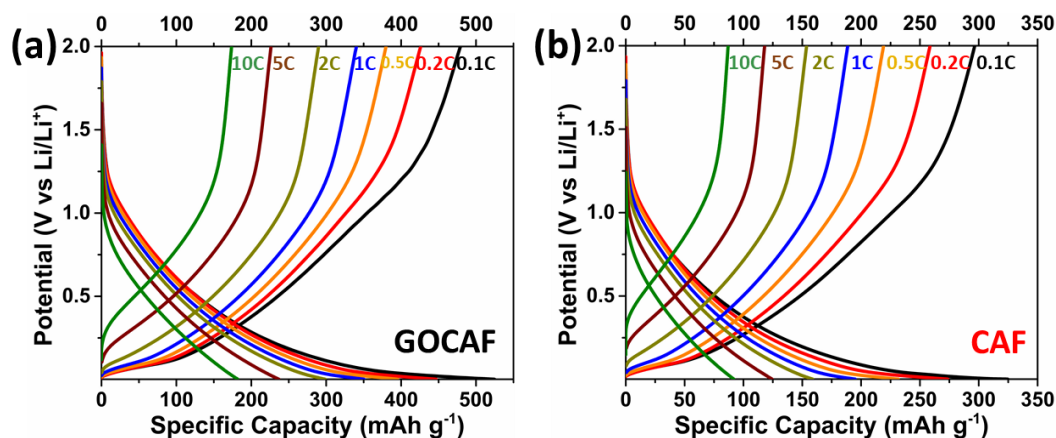 (a)
0 100 200 300 400 500
2.0
1.5
1.0
0.5
10C 5C 2C 1C 0.5C 0.2C 0.1C
GOCAF
0 100 200 300 400 500
Potential (V vs Li/Li⁺)
Specific Capacity (mAh g⁻¹)
(b)
0 50 100 150 200 250 300 350
2.0
1.5
1.0
0.5
10C 5C 2C 1C 0.5C 0.2C 0.1C
CAF
0 50 100 150 200 250 300 350
Potential (V vs Li/Li⁺)
Specific Capacity (mAh g⁻¹)